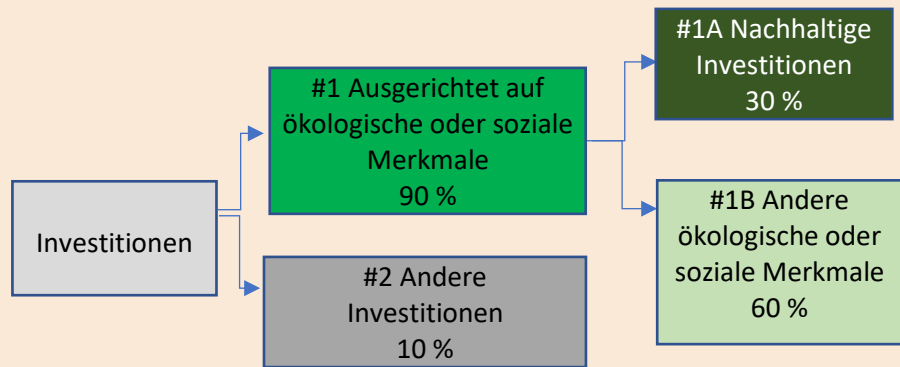 Investitionen
#1 Ausgerichtet auf
ökologische oder soziale
Merkmale
90 %
#2 Andere
Investitionen
10 %
#1A Nachhaltige
Investitionen
30 %
#1B Andere
ökologische oder
soziale Merkmale
60 %